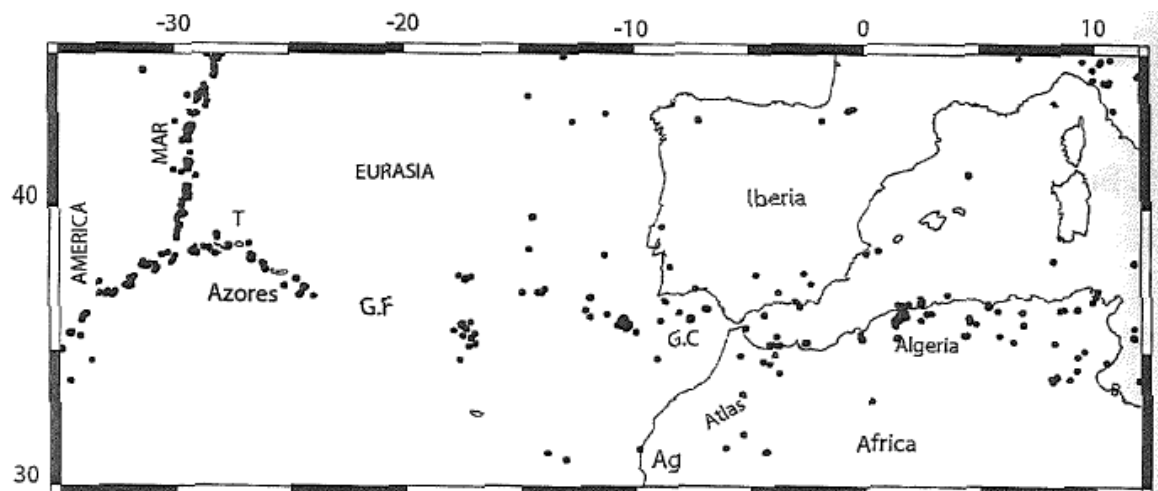 -30 -20 -10 0 10
40
30
MAR
AMERICA
EURASIA
T
Azores
G.F
Iberia
G.C
Algeria
Atlas
Ag
Africa